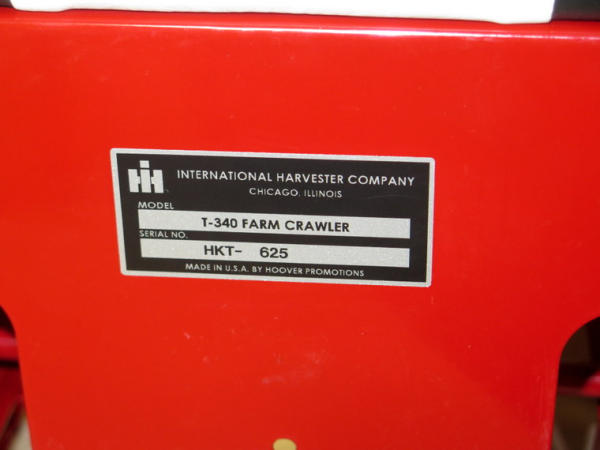 IH
INTERNATIONAL HARVESTER COMPANY
CHICAGO, ILLINOIS
MODEL
T-340 FARM CRAWLER
SERIAL NO.
HKT- 625
MADE IN U.S.A. BY HOOVER PROMOTIONS